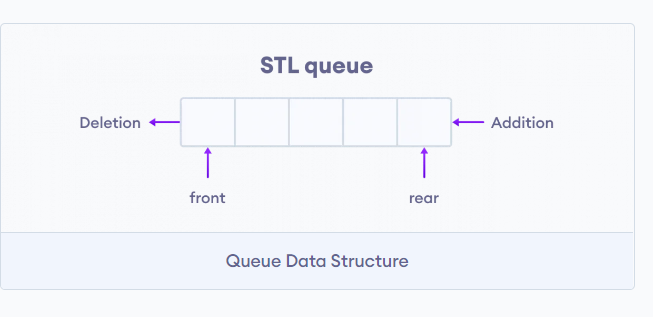 STL queue
Deletion
Addition
front
rear
Queue Data Structure